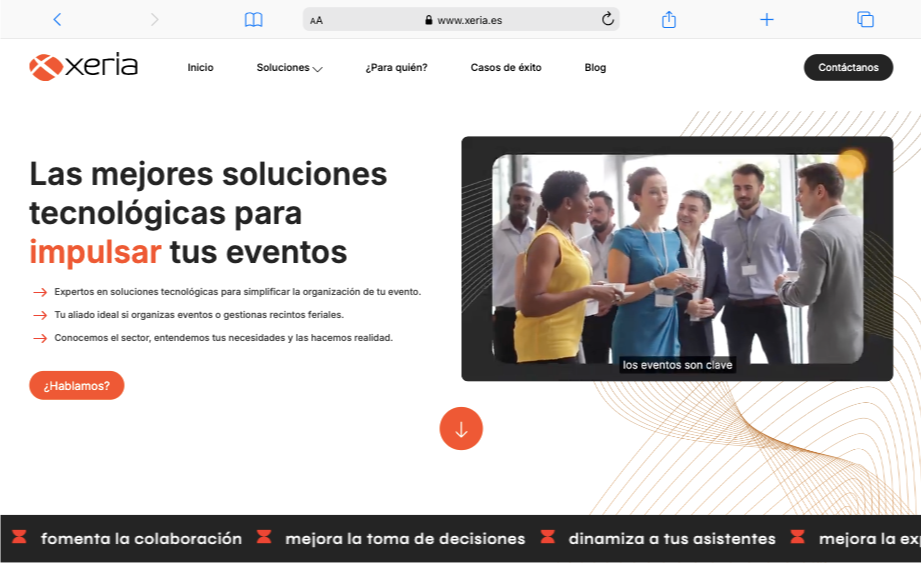 AA
www.xeria.es
xeria
Inicio
Soluciones
¿Para quién?
Casos de éxito
Blog
Contáctanos
Las mejores soluciones
tecnológicas para
impulsar tus eventos
Expertos en soluciones tecnológicas para simplificar la organización de tu evento.
Tu aliado ideal si organizas eventos o gestionas recintos feriales.
Conocemos el sector, entendemos tus necesidades y las hacemos realidad.
¿Hablamos?
los eventos son clave
fomenta la colaboración
mejora la toma de decisiones
dinamiza a tus asistentes
mejora la